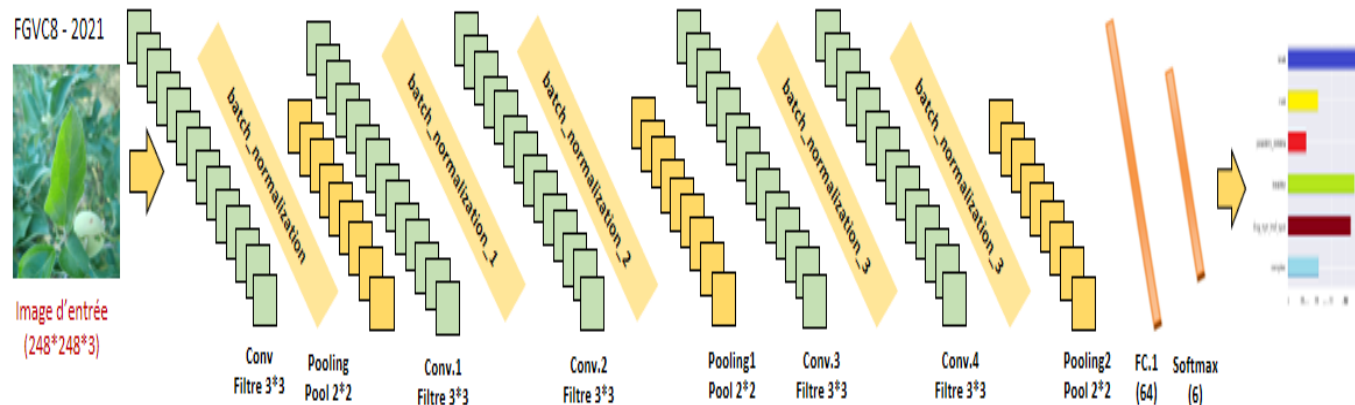 FGVC8 - 2021
Image d'entrée
(248*248*3)
batch_normalization
batch_normalization_1
batch_normalization_2
batch_normalization_3
batch_normalization_3
Conv
Filtre 3*3
Pooling
Pool 2*2
Conv.1
Filtre 3*3
Conv.2
Filtre 3*3
Pooling1
Pool 2*2
Conv.3
Filtre 3*3
Conv.4
Filtre 3*3
Pooling2
Pool 2*2
FC.1
(64)
Softmax
(6)